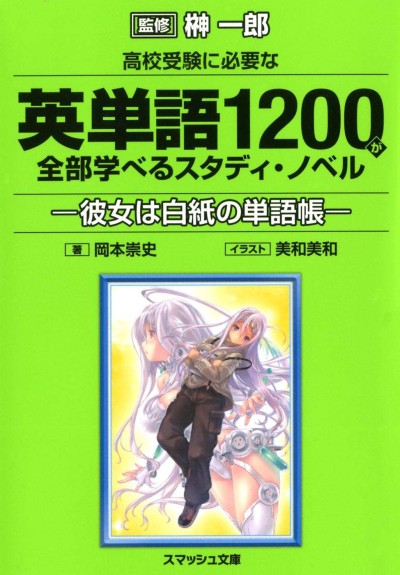 監修 榊 一郎
高校受験に必要な
英単語1200が
全部学べるスタディ・ノベル
―彼女は白紙の単語帳―
著 岡本崇史 イラスト 美和美和
スマッシュ文庫